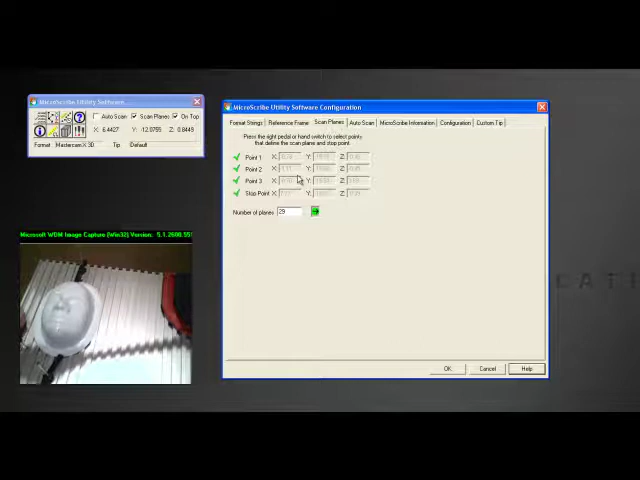 MicroScribe Utility Software...
Auto Scan Scan Planes On Top
X: 6.4427 Y: -12.0755 Z: 0.8449
Format Mastercam X 3D Tip Default
MicroScribe Utility Software Configuration
Format Strings Reference Frame Scan Planes Auto Scan MicroScribe Information Configuration Custom Tip
Press the right pedal or hand switch to select points
that define the scan plane and stop point
Point 1 X: Y: Z:
Point 2 X: Y: Z:
Point 3 X: Y: Z:
Stop Point X: Y: Z:
Number of planes 29
OK Cancel Help
Microsoft WDM Image Capture (Win32) Version: 5.1.2600.55
CATI